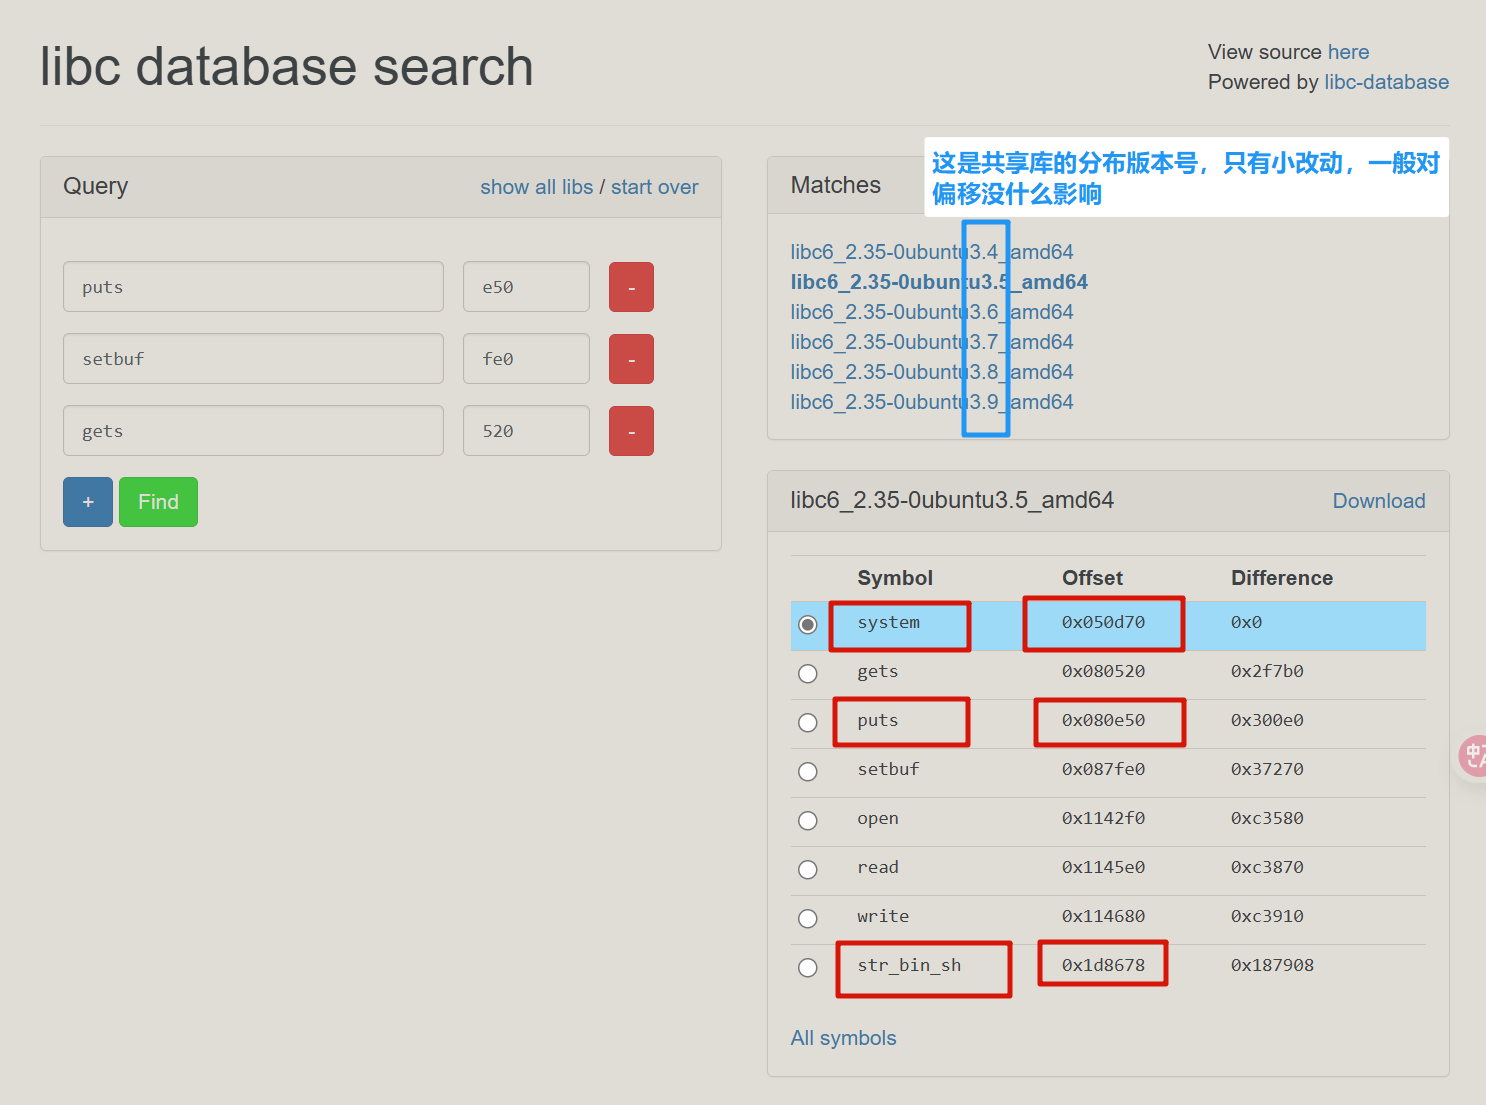 libc database search
View source here
Powered by libc-database
Query
show all libs / start over
puts
e50
-
setbuf
fe0
-
gets
520
-
+
Find
Matches
这是共享库的分布版本号，只有小改动，一般对
偏移没什么影响
libc6_2.35-0ubuntu3.4_amd64
libc6_2.35-0ubuntu3.5_amd64
libc6_2.35-0ubuntu3.6_amd64
libc6_2.35-0ubuntu3.7_amd64
libc6_2.35-0ubuntu3.8_amd64
libc6_2.35-0ubuntu3.9_amd64
libc6_2.35-0ubuntu3.5_amd64
Download
Symbol Offset Difference
system 0x050d70 0x0
gets 0x080520 0x2f7b0
puts 0x080e50 0x300e0
setbuf 0x087fe0 0x37270
open 0x1142f0 0xc3580
read 0x1145e0 0xc3870
write 0x114680 0xc3910
str_bin_sh 0x1d8678 0x187908
All symbols